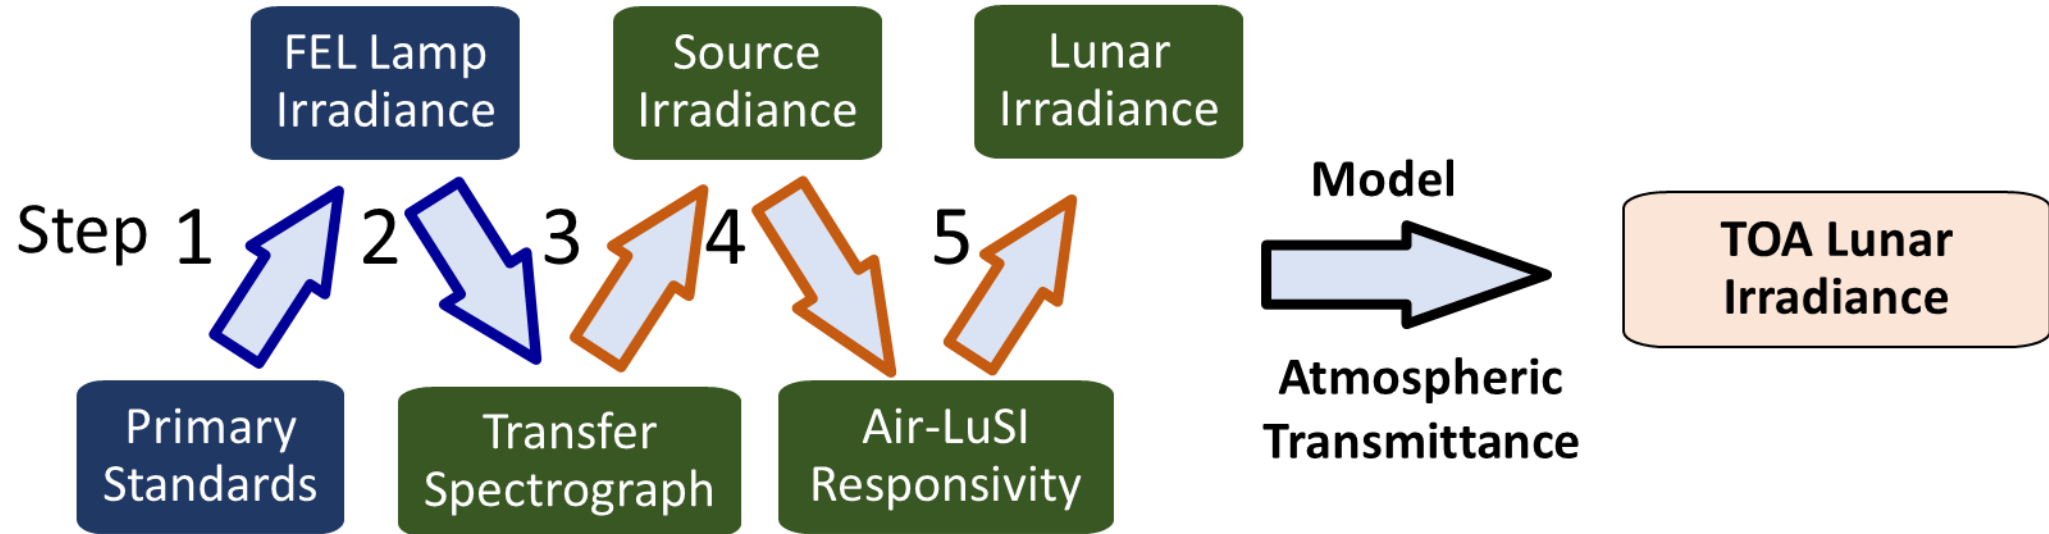 FEL Lamp
Irradiance
Source
Irradiance
Lunar
Irradiance
Step 1 2 3 4 5
Model
Atmospheric
Transmittance
TOA Lunar
Irradiance
Primary
Standards
Transfer
Spectrograph
Air-LuSI
Responsivity